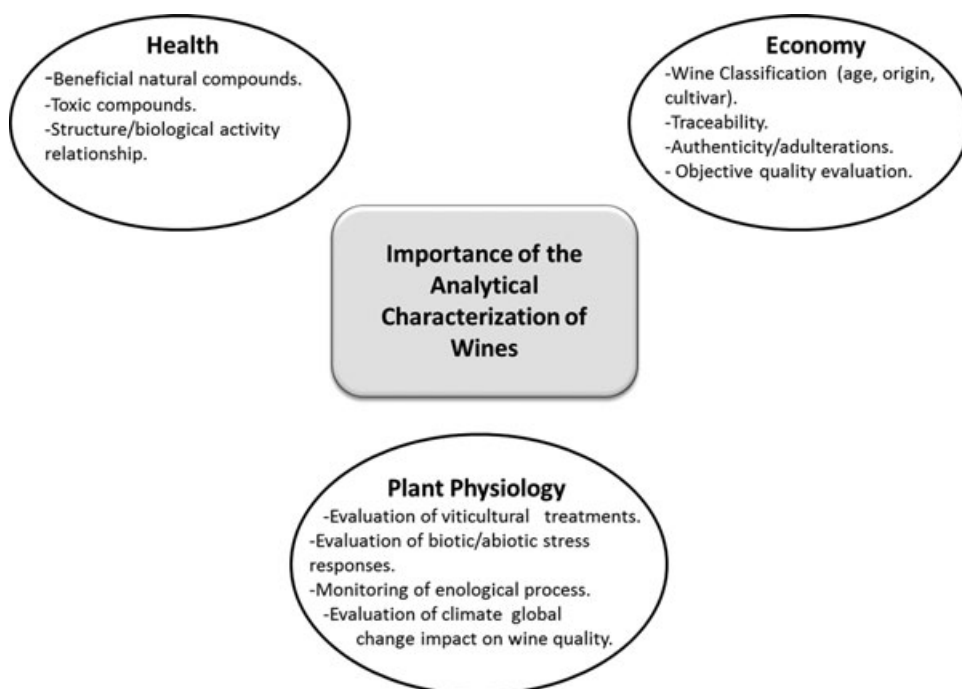 Health
-Beneficial natural compounds.
-Toxic compounds.
-Structure/biological activity
relationship.
Economy
-Wine Classification (age, origin,
cultivar).
-Traceability.
-Authenticity/adulterations.
- Objective quality evaluation.
Importance of the
Analytical
Characterization of
Wines
Plant Physiology
-Evaluation of viticultural treatments.
-Evaluation of biotic/abiotic stress
responses.
-Monitoring of enological process.
-Evaluation of climate global
change impact on wine quality.